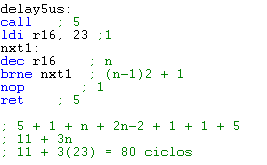 delay5us:
call    ; 5
ldi r16, 23 ;1
nxt1:
dec r16     ; n
brne nxt1  ; (n-1)2 + 1
nop        ; 1
ret     ; 5
; 5 + 1 + n + 2n-2 + 1 + 1 + 5
; 11 + 3n
; 11 + 3(23) = 80 ciclos